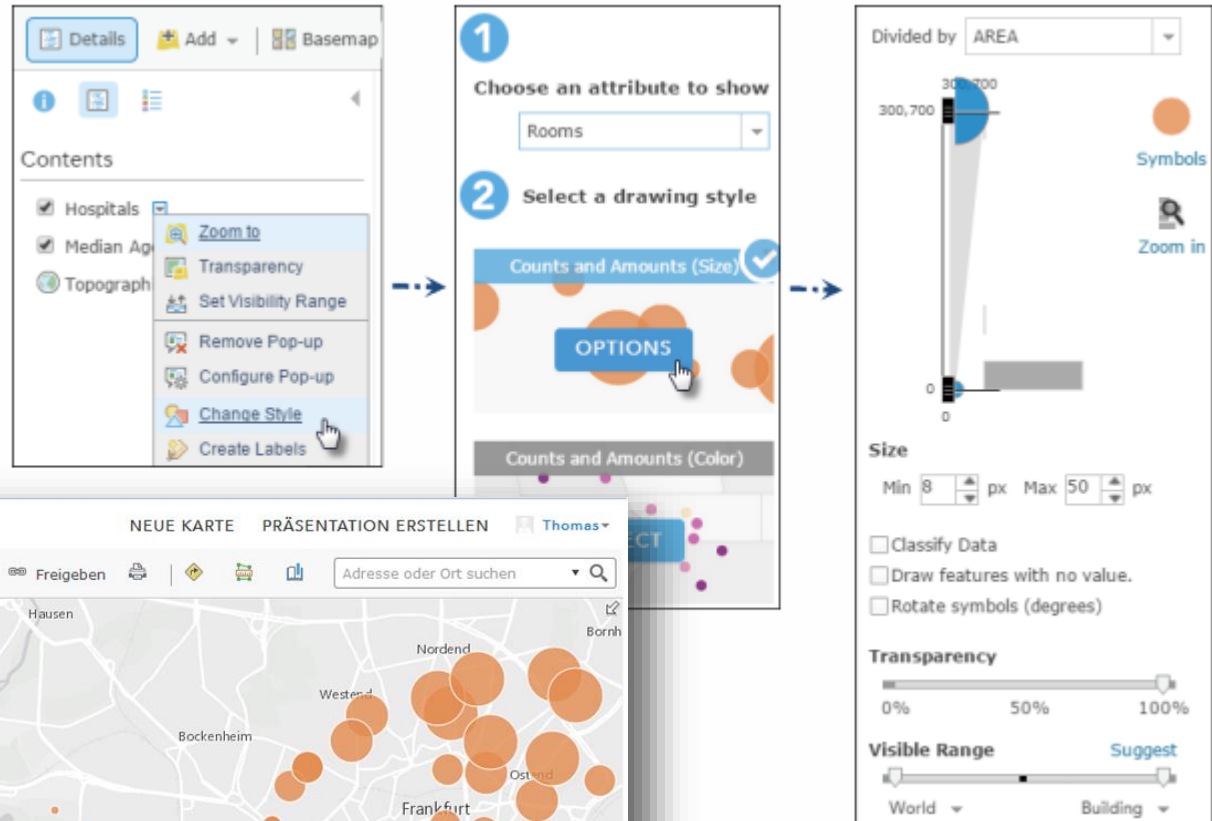 Details
Add
Basemap
Contents
Hospitals
Median Ag
Topograph
Zoom to
Transparency
Set Visibility Range
Remove Pop-up
Configure Pop-up
Change Style
Create Labels
1
Choose an attribute to show
Rooms
2
Select a drawing style
Counts and Amounts (Size)
OPTIONS
Counts and Amounts (Color)
ECT
Divided by AREA
300,700
300,700
0
0
Symbols
Zoom in
Size
Min 8 px Max 50 px
Classify Data
Draw features with no value.
Rotate symbols (degrees)
Transparency
0% 50% 100%
Visible Range Suggest
World Building
NEUE KARTE PRÄSENTATION ERSTELLEN Thomas
Freigeben Adresse oder Ort suchen
Hausen
Bornh
Nordend
Westend
Bockenheim
Ostend
Frankfurt